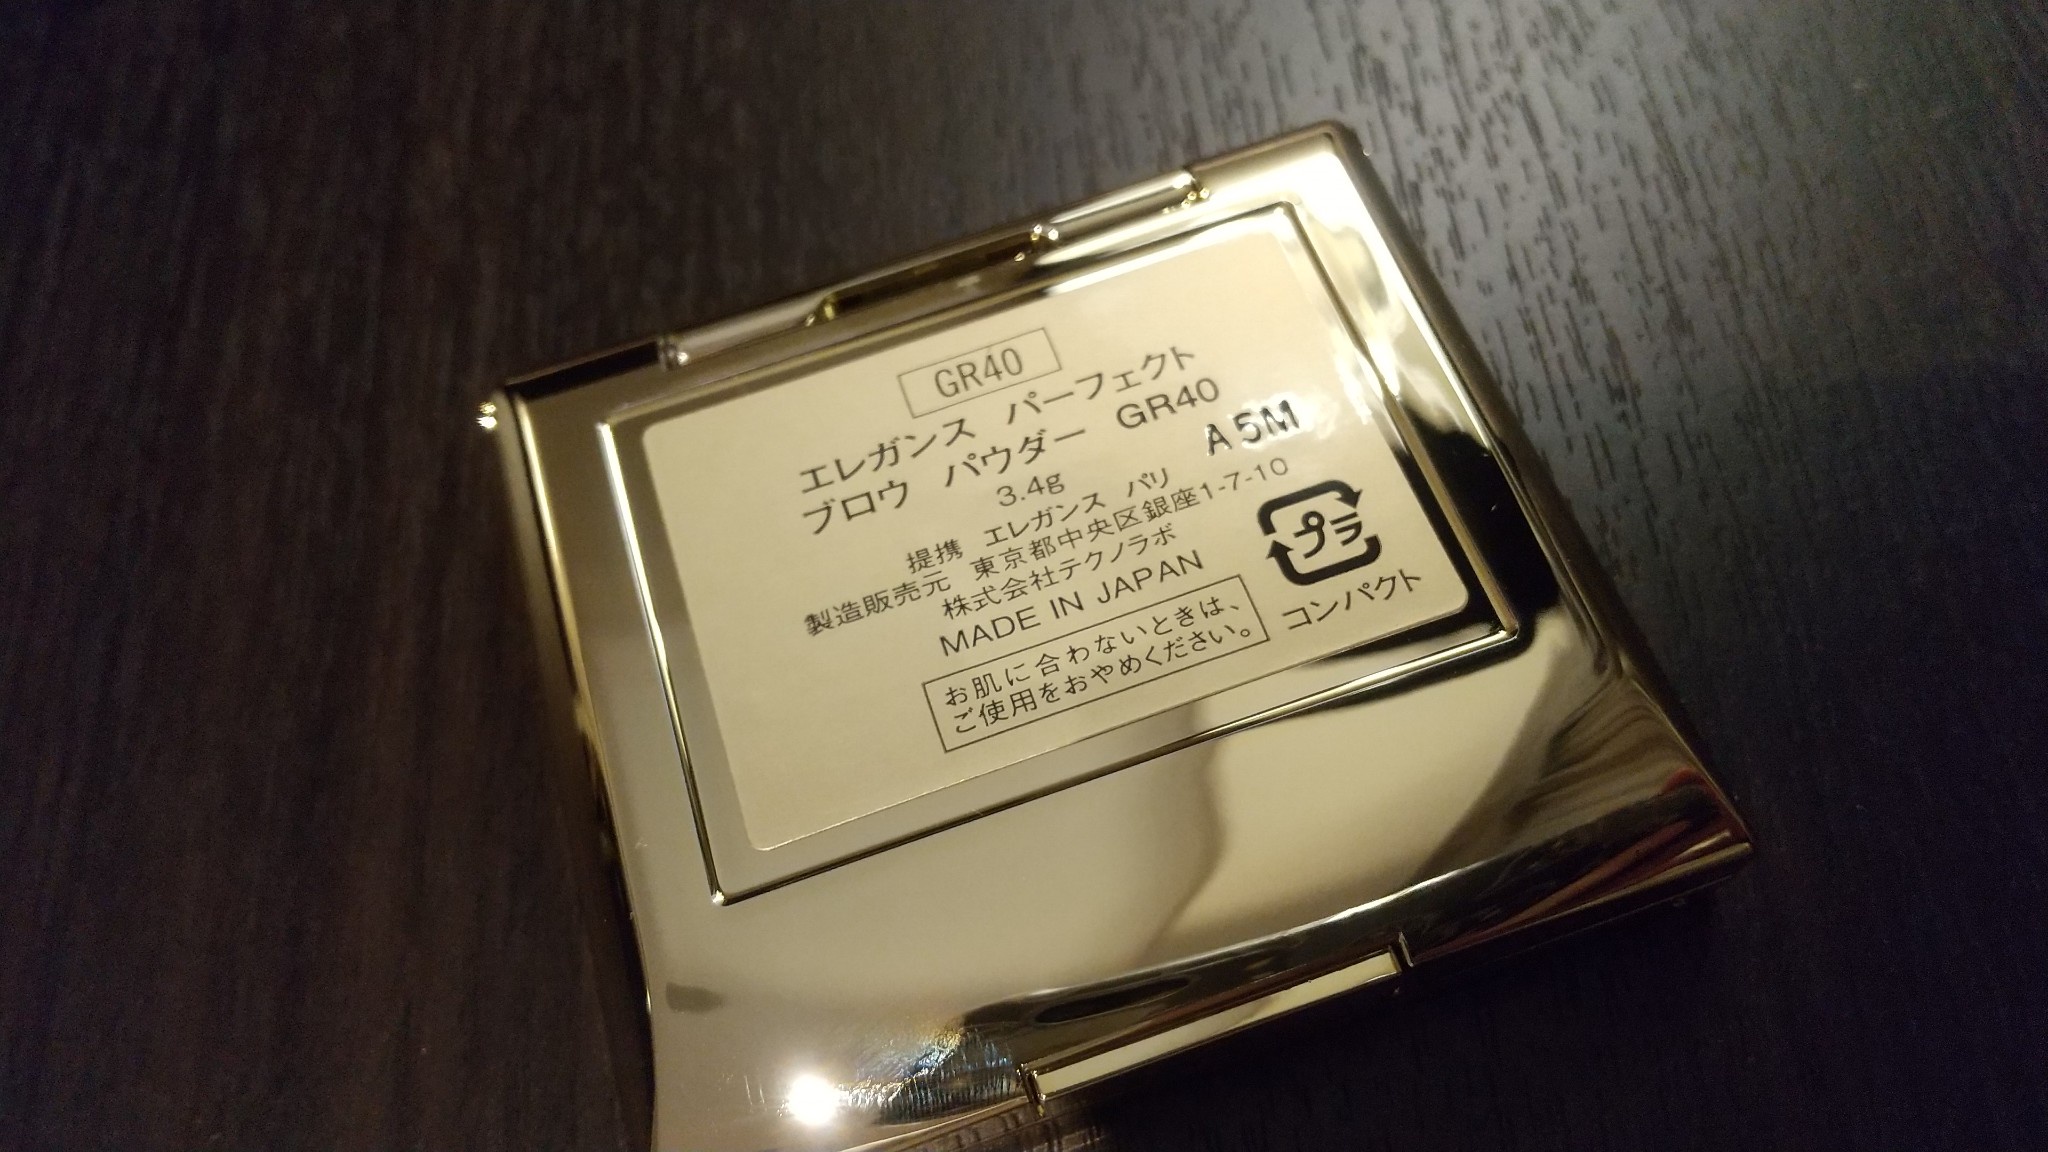 GR40
エレガンス パーフェクト
ブロウ パウダー GR40
A 5M
3.4g
提携 エレガンス パリ
製造販売元 東京都中央区銀座1-7-10
株式会社テクノラボ
MADE IN JAPAN
お肌に合わないときは、
ご使用をおやめください。
プラ
コンパクト